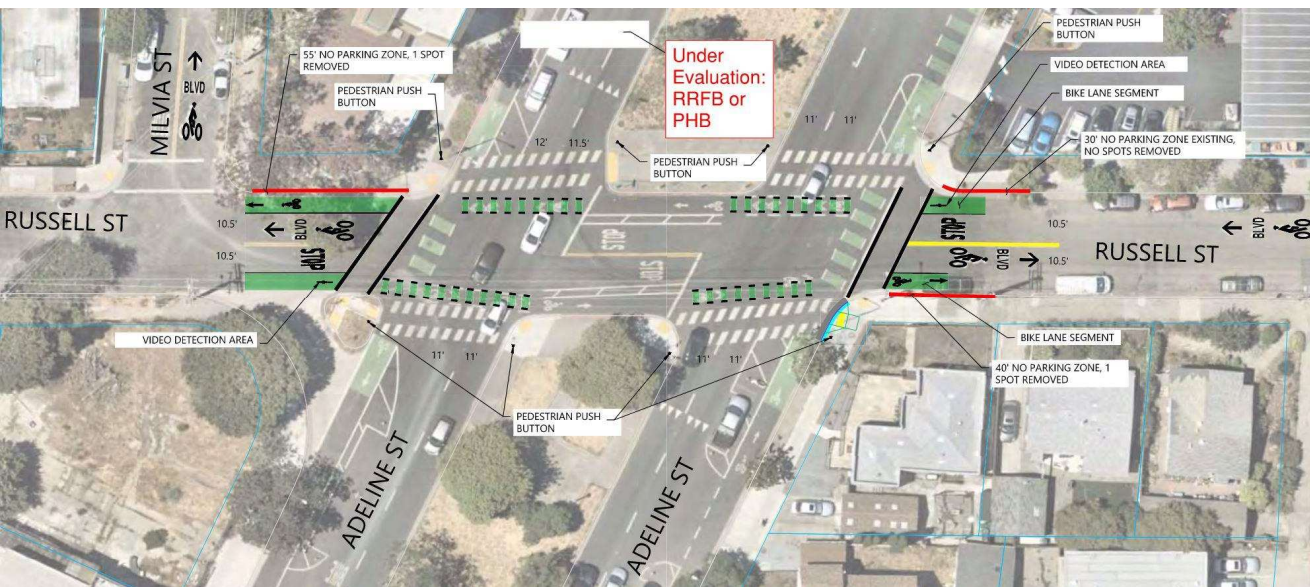 55' NO PARKING ZONE, 1 SPOT
REMOVED
PEDESTRIAN PUSH
BUTTON
MILVIA ST
BLVD
Under
Evaluation:
RRFB or
PHB
PEDESTRIAN PUSH
BUTTON
VIDEO DETECTION AREA
BIKE LANE SEGMENT
30' NO PARKING ZONE EXISTING,
NO SPOTS REMOVED
PEDESTRIAN PUSH
BUTTON
12' 11.5'
11' 11'
RUSSELL ST
10.5'
10.5'
BLVD
STOP
STOP
STOP
STOP
10.5'
10.5'
BLVD
RUSSELL ST
BLVD
VIDEO DETECTION AREA
11' 11'
11' 11'
BIKE LANE SEGMENT
40' NO PARKING ZONE, 1
SPOT REMOVED
PEDESTRIAN PUSH
BUTTON
ADELINE ST
ADELINE ST